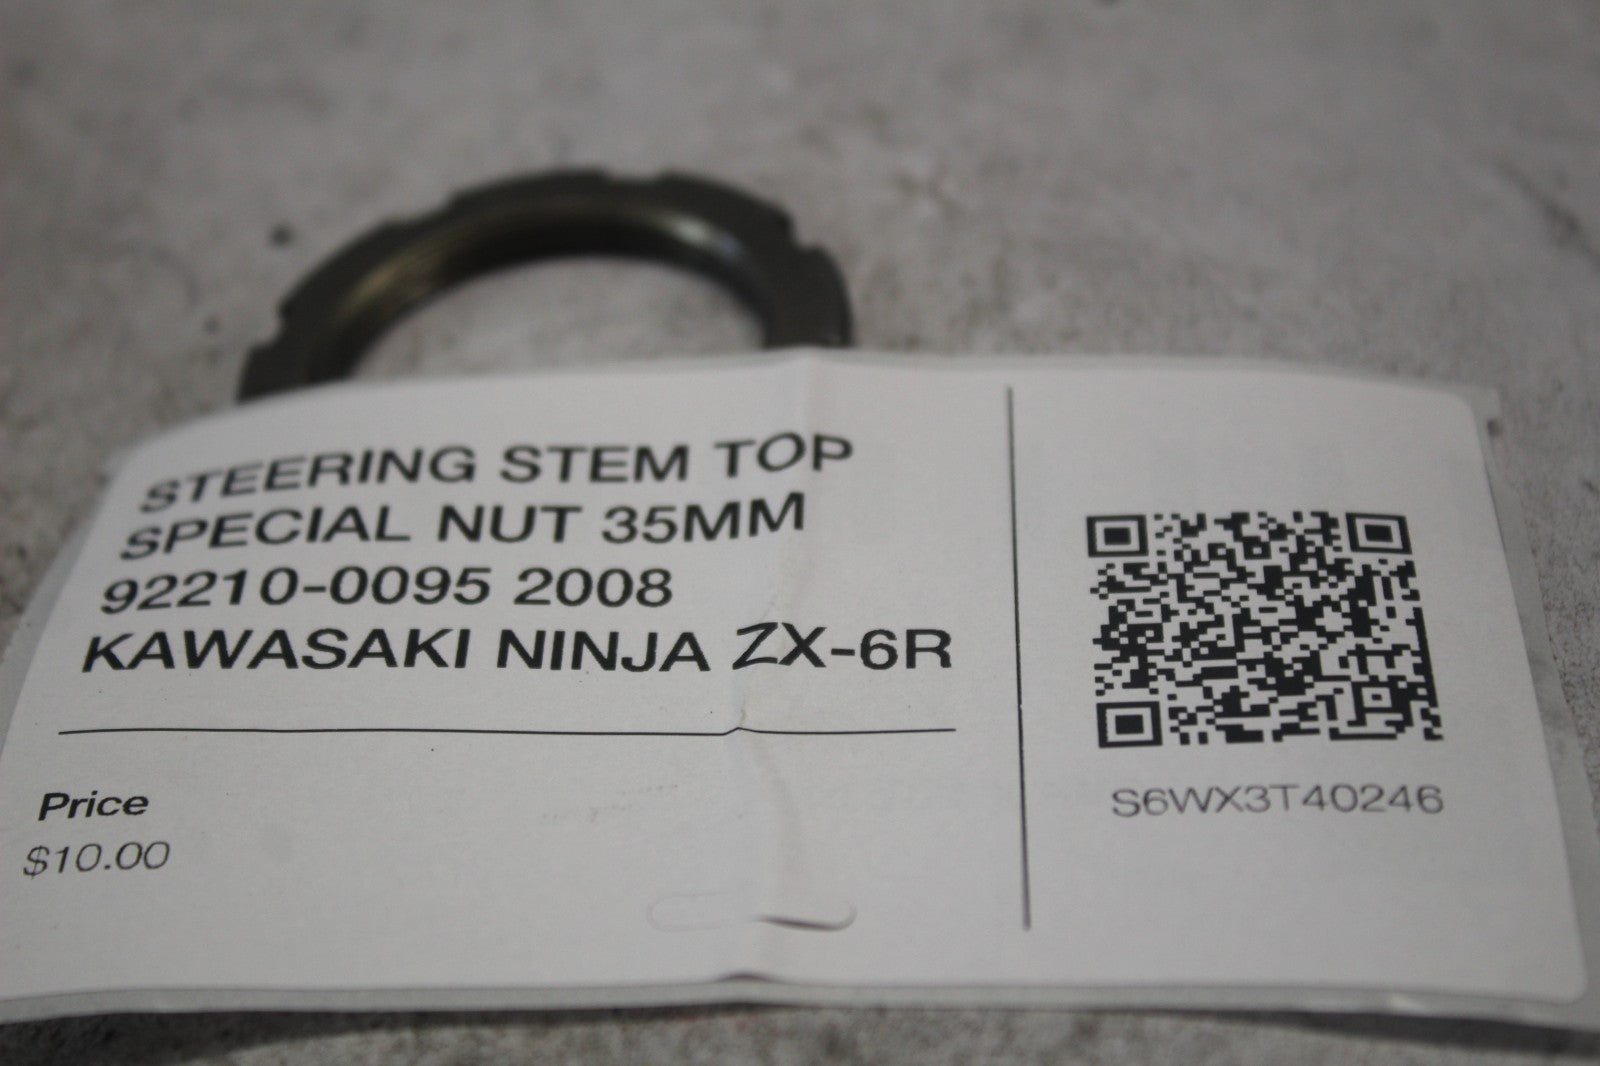 STEERING STEM TOP
SPECIAL NUT 35MM
92210-0095 2008
KAWASAKI NINJA ZX-6R
Price
$10.00
S6WX3T40246